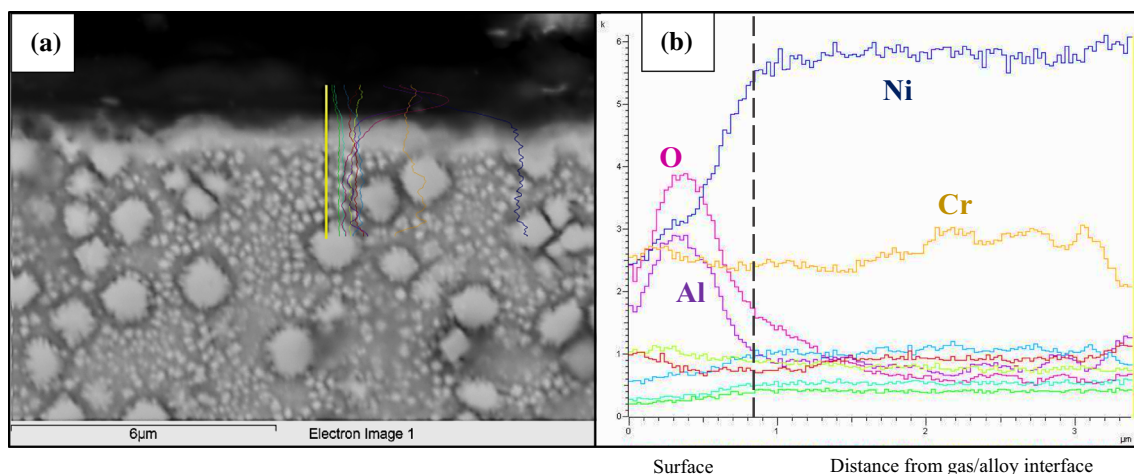 (a)
6µm
Electron Image 1
(b)
k
6
5
4
3
2
1
0
Ni
O
Cr
Al
0
1
2
3
µm
Surface
Distance from gas/alloy interface